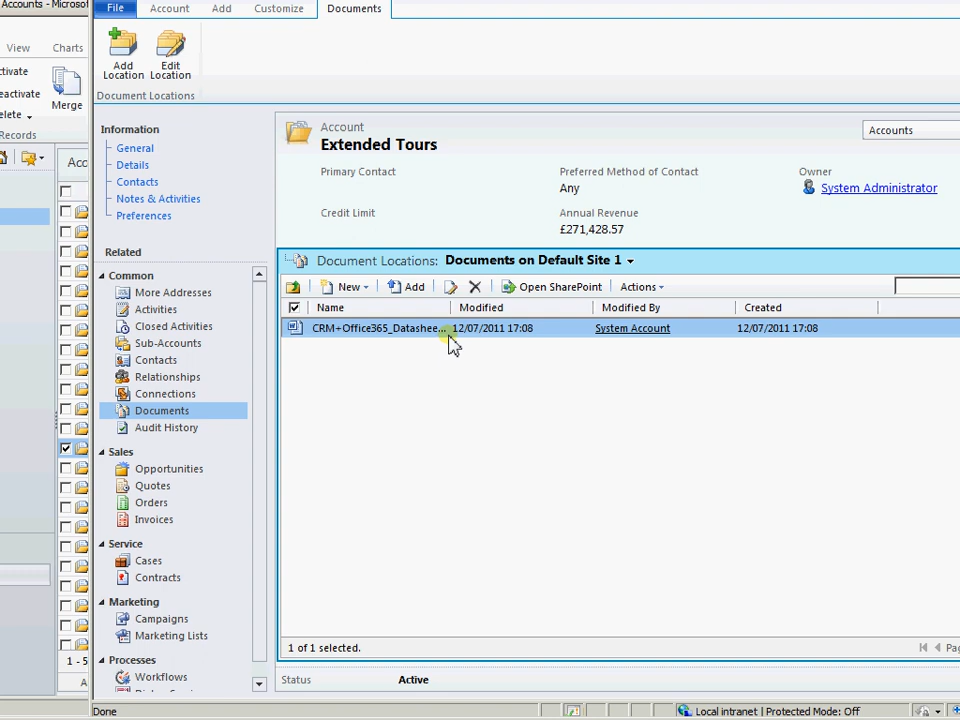 Accounts - Microsof
View Charts
ctivate
eactivate
elete
Merge
Records
Acc
1 - 5
A
File Account Add Customize Documents
Add Location
Edit Location
Document Locations
Information
General
Details
Contacts
Notes & Activities
Preferences
Related
Common
More Addresses
Activities
Closed Activities
Sub-Accounts
Contacts
Relationships
Connections
Documents
Audit History
Sales
Opportunities
Quotes
Orders
Invoices
Service
Cases
Contracts
Marketing
Campaigns
Marketing Lists
Processes
Workflows
Account
Extended Tours
Accounts
Primary Contact
Preferred Method of Contact
Any
Owner
System Administrator
Credit Limit
Annual Revenue
£271,428.57
Document Locations: Documents on Default Site 1
New Add Open SharePoint Actions
Name Modified Modified By Created
CRM+Office365_Datashee... 12/07/2011 17:08 System Account 12/07/2011 17:08
1 of 1 selected.
Pag
Status Active
Done
Local intranet | Protected Mode: Off